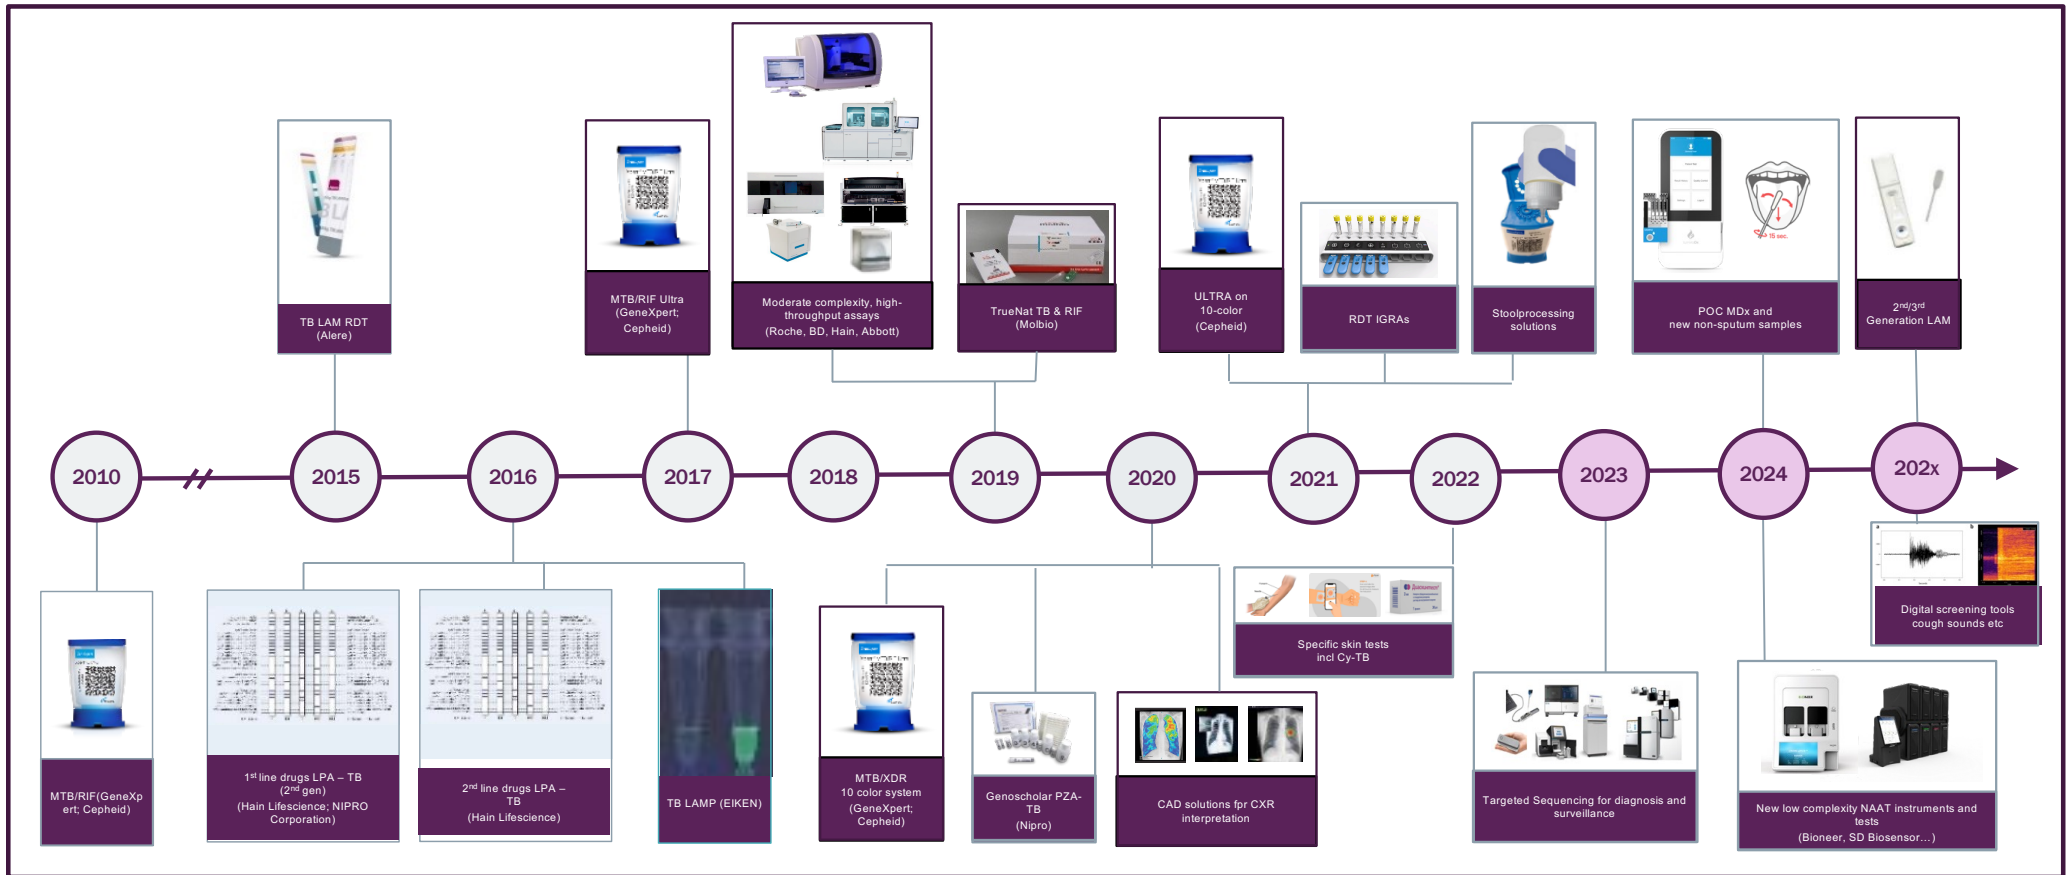 TB LAM RDT
(Alere)
MTB/RIF Ultra
(GeneXpert;
Cepheid)
Moderate complexity, high-
throughput assays
(Roche, BD, Hain, Abbott)
TrueNat TB & RIF
(Molbio)
ULTRA on
10-color
(Cepheid)
RDT IGRAs
Stoolprocessing
solutions
15 sec.
POC MDx and
new non-sputum samples
2nd/3rd
Generation LAM
2010
2015
2016
2017
2018
2019
2020
2021
2022
2023
2024
202x
MTB/RIF(GeneXp
ert; Cepheid)
1st line drugs LPA – TB
(2nd gen)
(Hain Lifescience; NIPRO
Corporation)
2nd line drugs LPA –
TB
(Hain Lifescience)
TB LAMP (EIKEN)
MTB/XDR
10 color system
(GeneXpert;
Cepheid)
Genoscholar PZA-
TB
(Nipro)
CAD solutions fpr CXR
interpretation
Specific skin tests
incl Cy-TB
Targeted Sequencing for diagnosis and
surveillance
New low complexity NAAT instruments and
tests
(Bioneer, SD Biosensor…)
a
b
Digital screening tools
cough sounds etc